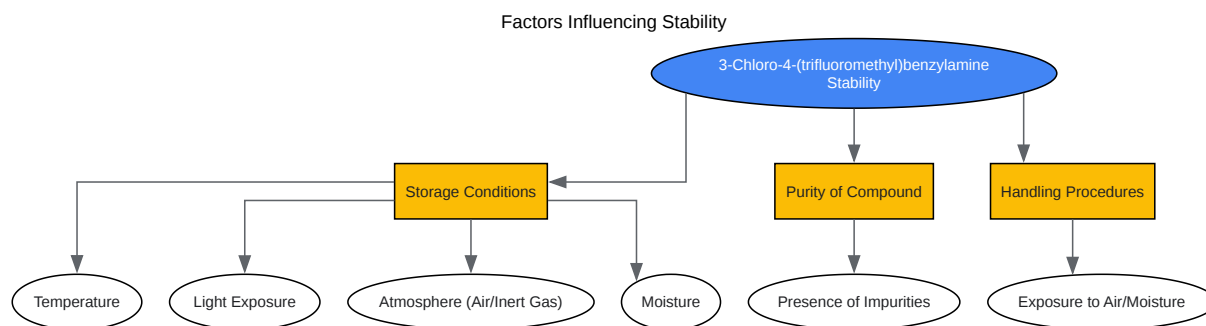 Factors Influencing Stability
3-Chloro-4-(trifluoromethyl)benzylamine
Stability
Storage Conditions
Purity of Compound
Handling Procedures
Temperature
Light Exposure
Atmosphere (Air/Inert Gas)
Moisture
Presence of Impurities
Exposure to Air/Moisture